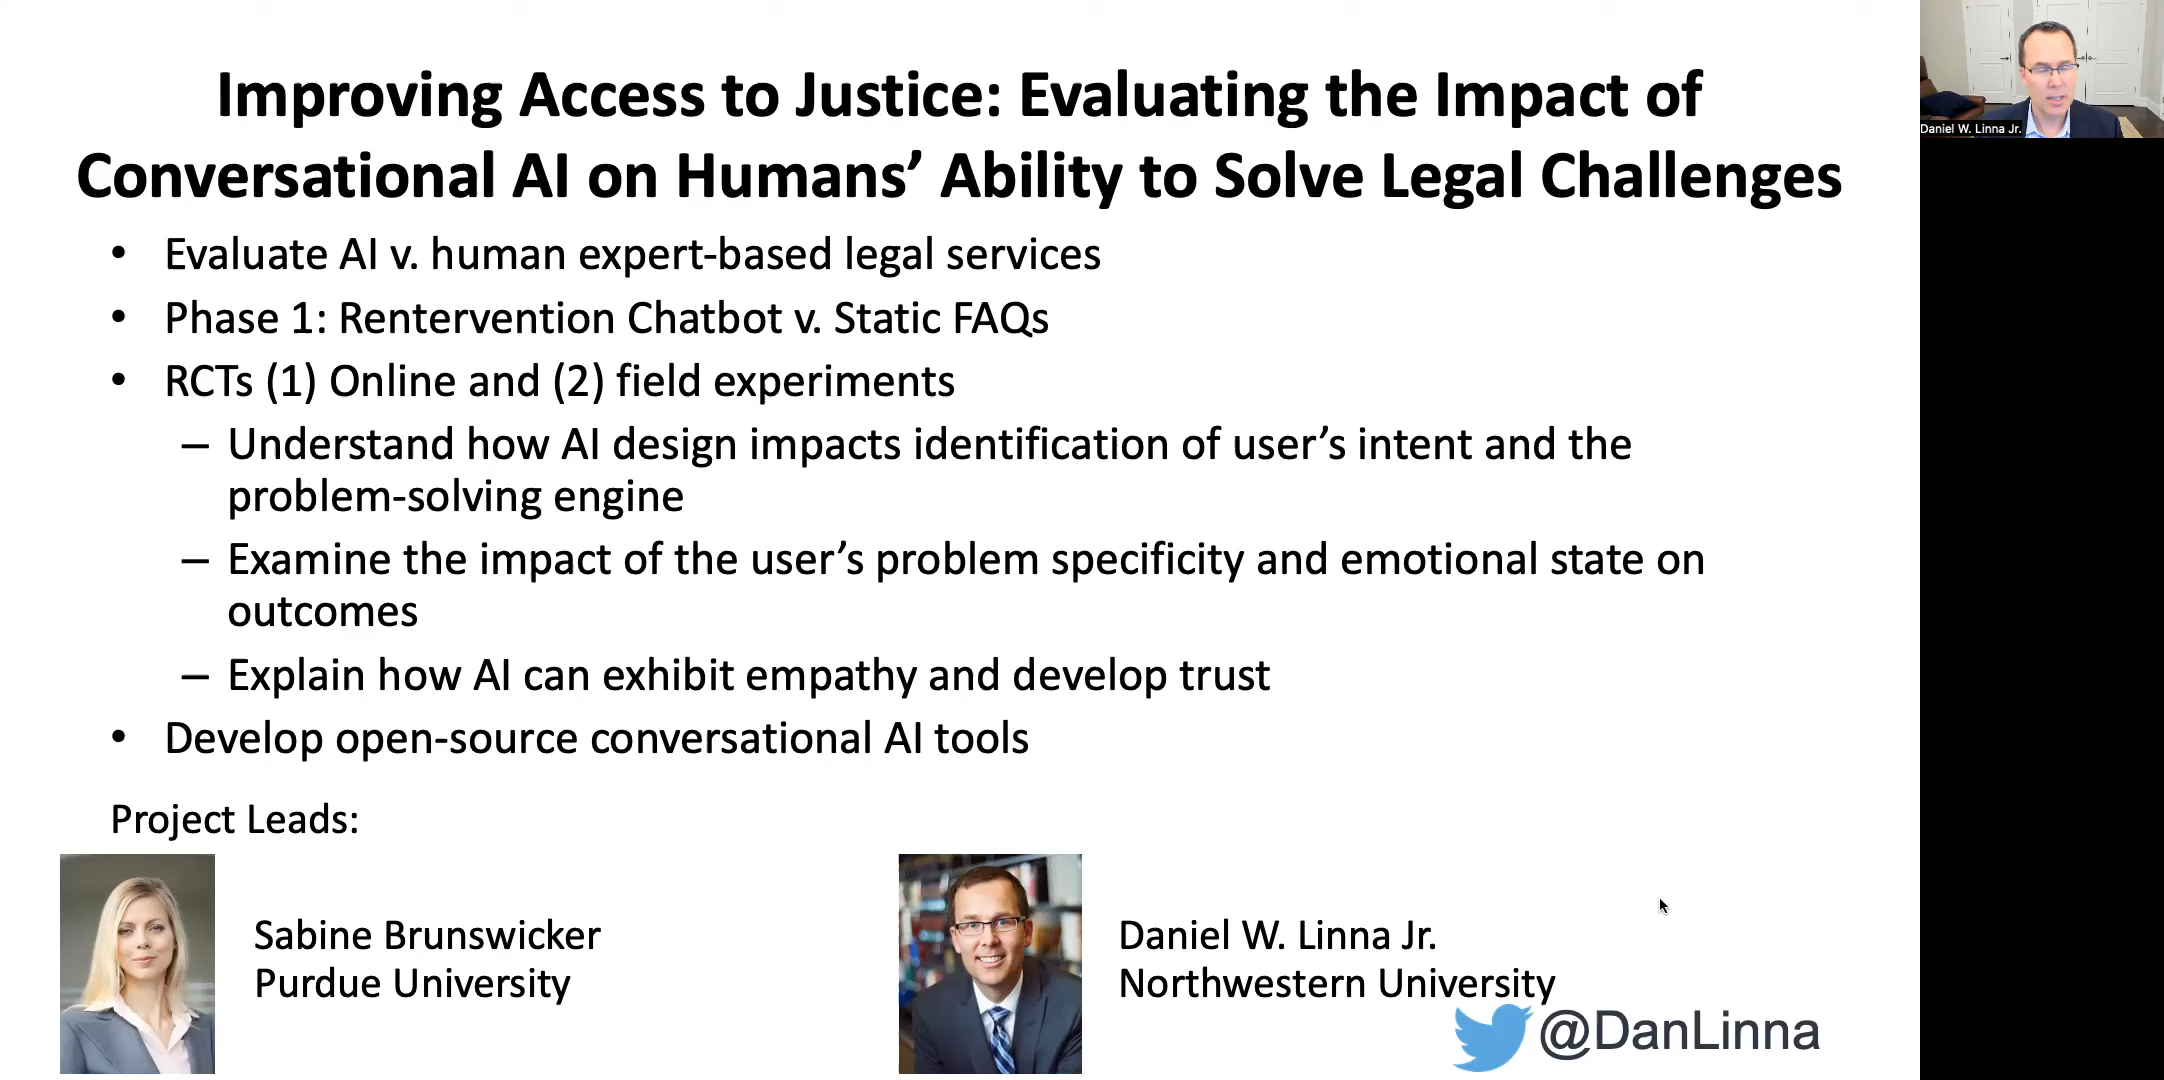 Improving Access to Justice: Evaluating the Impact of
Conversational AI on Humans’ Ability to Solve Legal Challenges
• Evaluate AI v. human expert-based legal services
• Phase 1: Rentervention Chatbot v. Static FAQs
• RCTs (1) Online and (2) field experiments
– Understand how AI design impacts identification of user’s intent and the
problem-solving engine
– Examine the impact of the user’s problem specificity and emotional state on
outcomes
– Explain how AI can exhibit empathy and develop trust
• Develop open-source conversational AI tools
Project Leads:
Sabine Brunswicker
Purdue University
Daniel W. Linna Jr.
Northwestern University
@DanLinna
Daniel W. Linna Jr.